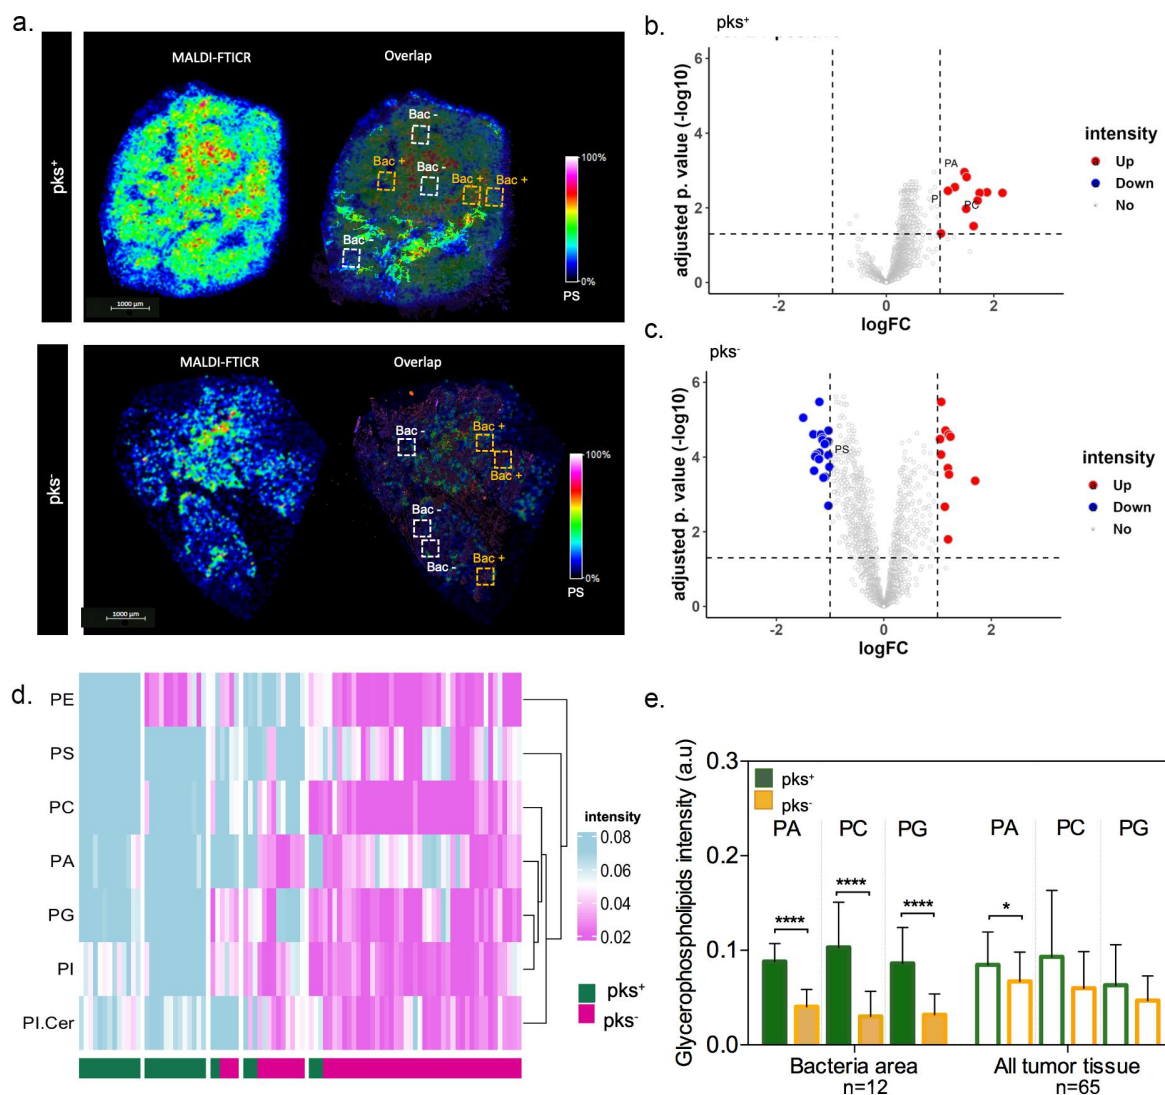 a.
pks+
MALDI-FTICR
Overlap
Bac -
Bac +
Bac -
Bac +
Bac +
Bac -
100%
0%
PS
1000 µm
pks-
MALDI-FTICR
Overlap
Bac -
Bac +
Bac +
Bac -
Bac -
Bac +
100%
0%
PS
1000 µm
b.
pks+
adjusted p. value (-log10)
6
4
2
0
PA
P
PC
-2
0
2
logFC
intensity
Up
Down
No
c.
pks-
adjusted p. value (-log10)
6
4
2
0
PS
-2
0
2
logFC
intensity
Up
Down
No
d.
PE
PS
PC
PA
PG
PI
PI.Cer
intensity
0.08
0.06
0.04
0.02
pks+
pks-
e.
Glycerophospholipids intensity (a.u)
0.3
0.2
0.1
0.0
pks+
pks-
PA PC PG PA PC PG
**** **** **** *
Bacteria area
n=12
All tumor tissue
n=65